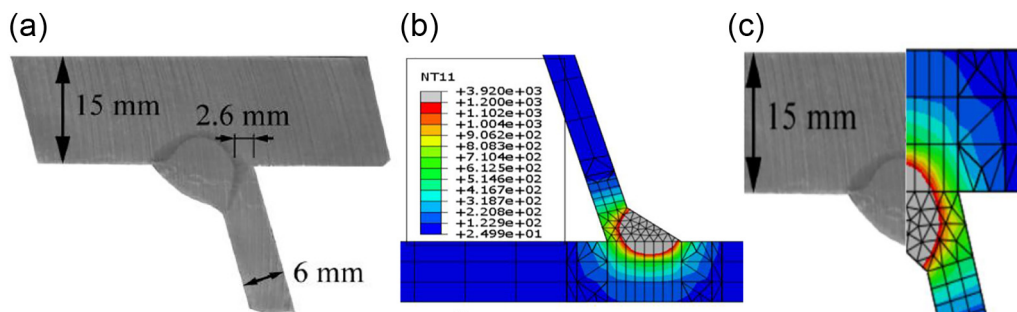 (a)
(b)
(c)
15 mm
2.6 mm
6 mm
NT11
+3.920e+03
+1.200e+03
+1.102e+03
+1.004e+03
+9.062e+02
+8.083e+02
+7.104e+02
+6.125e+02
+5.146e+02
+4.167e+02
+3.187e+02
+2.208e+02
+1.229e+02
+2.499e+01
15 mm